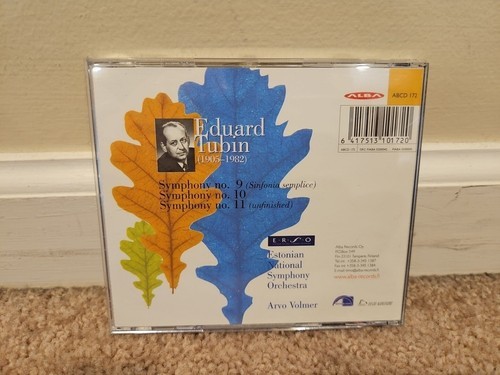 ALBA
ABCD 172
6 417513 101720
Eduard
Tubin
(1905-1982)
Symphony no. 9 (Sinfonia semplice)
Symphony no. 10
Symphony no. 11 (unfinished)
ERSO
Estonian
National
Symphony
Orchestra
Arvo Volmer